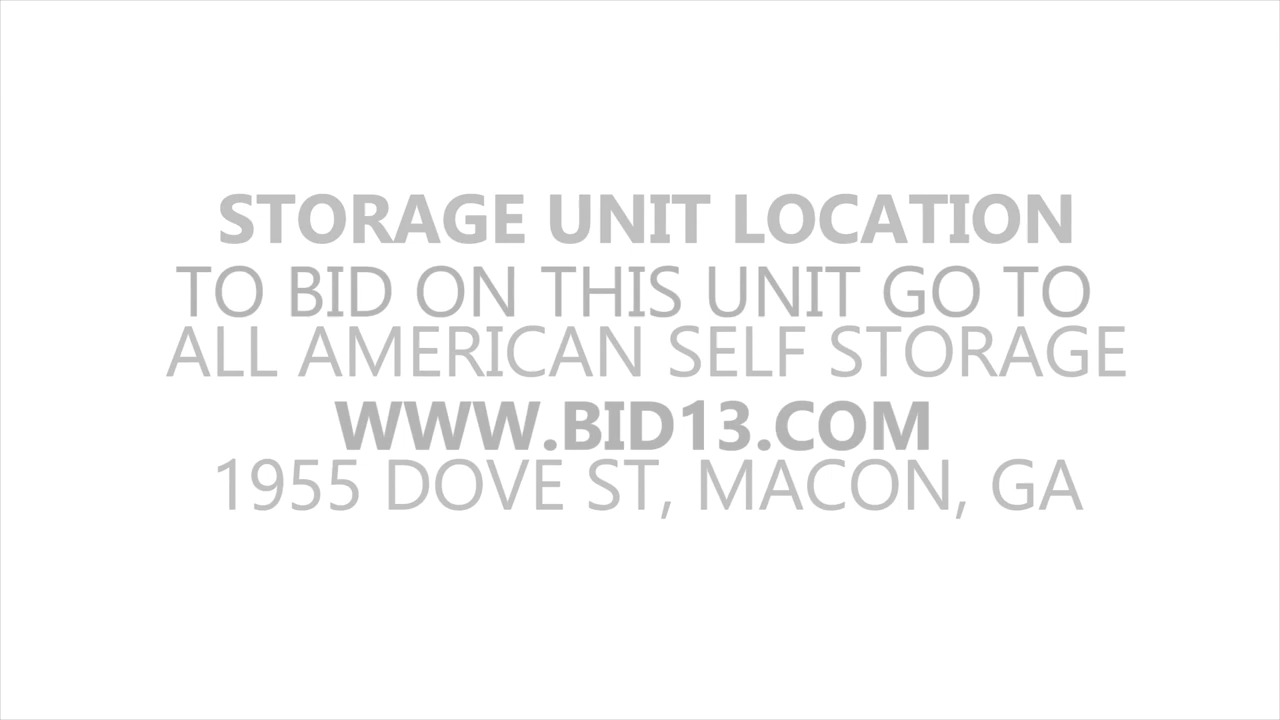 STORAGE UNIT LOCATION
TO BID ON THIS UNIT GO TO
ALL AMERICAN SELF STORAGE
WWW.BID13.COM
1955 DOVE ST, MACON, GA